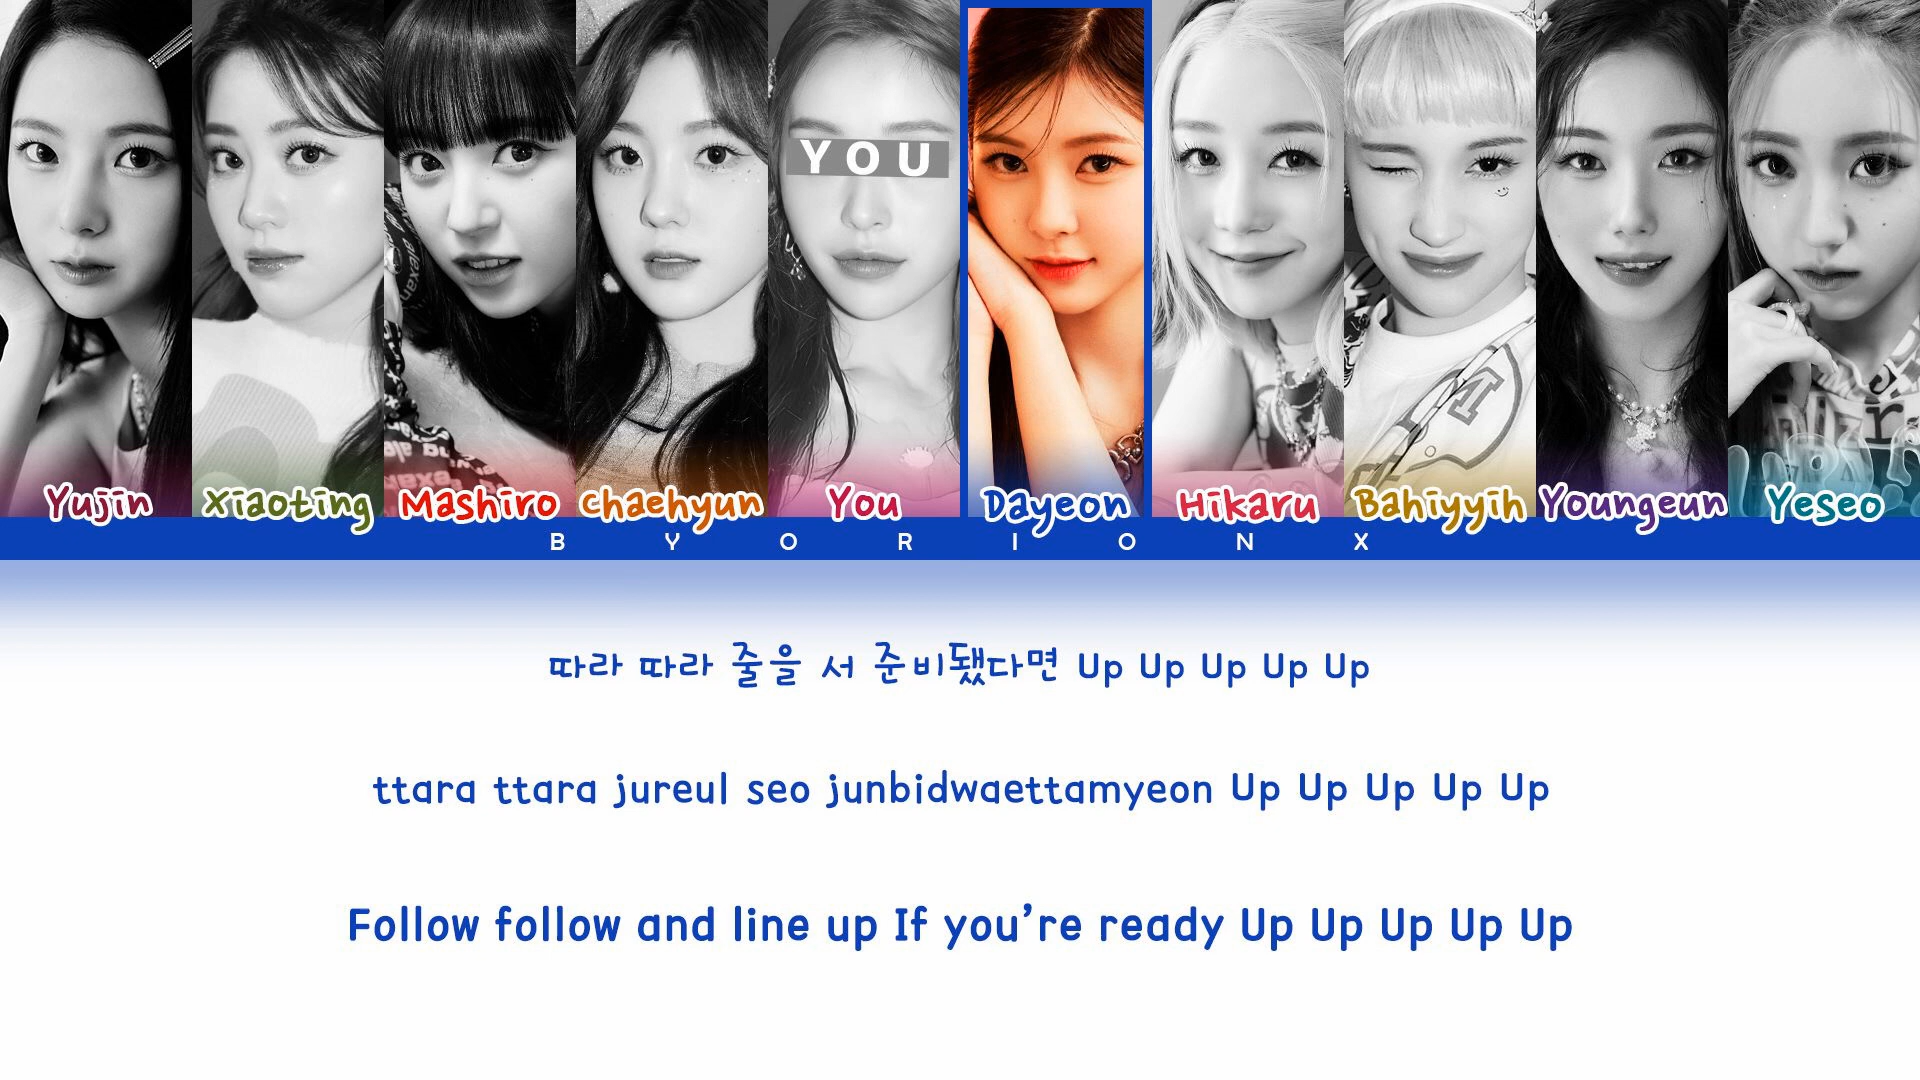 YOU
Yujin Xiaoting Mashiro chaehyun You Dayeon Hikaru Bahiyyih Youngeun Yeseo
B Y O R I O N X
따라 따라 줄을 서 준비됐다면 Up Up Up Up Up
ttara ttara jureul seo junbidwaettamyeon Up Up Up Up Up
Follow follow and line up If you're ready Up Up Up Up Up